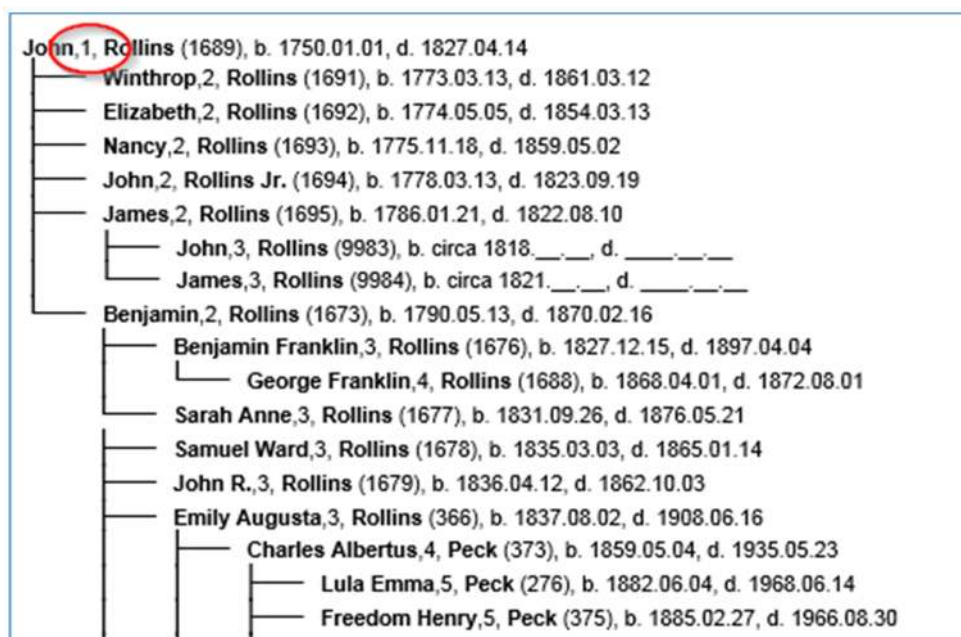 John,1, Rollins (1689), b. 1750.01.01, d. 1827.04.14
Winthrop,2, Rollins (1691), b. 1773.03.13, d. 1861.03.12
Elizabeth,2, Rollins (1692), b. 1774.05.05, d. 1854.03.13
Nancy,2, Rollins (1693), b. 1775.11.18, d. 1859.05.02
John,2, Rollins Jr. (1694), b. 1778.03.13, d. 1823.09.19
James,2, Rollins (1695), b. 1786.01.21, d. 1822.08.10
John,3, Rollins (9983), b. circa 1818.__.__, d. ____.__.__
James,3, Rollins (9984), b. circa 1821.__.__, d. ____.__.__
Benjamin,2, Rollins (1673), b. 1790.05.13, d. 1870.02.16
Benjamin Franklin,3, Rollins (1676), b. 1827.12.15, d. 1897.04.04
George Franklin,4, Rollins (1688), b. 1868.04.01, d. 1872.08.01
Sarah Anne,3, Rollins (1677), b. 1831.09.26, d. 1876.05.21
Samuel Ward,3, Rollins (1678), b. 1835.03.03, d. 1865.01.14
John R.,3, Rollins (1679), b. 1836.04.12, d. 1862.10.03
Emily Augusta,3, Rollins (366), b. 1837.08.02, d. 1908.06.16
Charles Albertus,4, Peck (373), b. 1859.05.04, d. 1935.05.23
Lula Emma,5, Peck (276), b. 1882.06.04, d. 1968.06.14
Freedom Henry,5, Peck (375), b. 1885.02.27, d. 1966.08.30